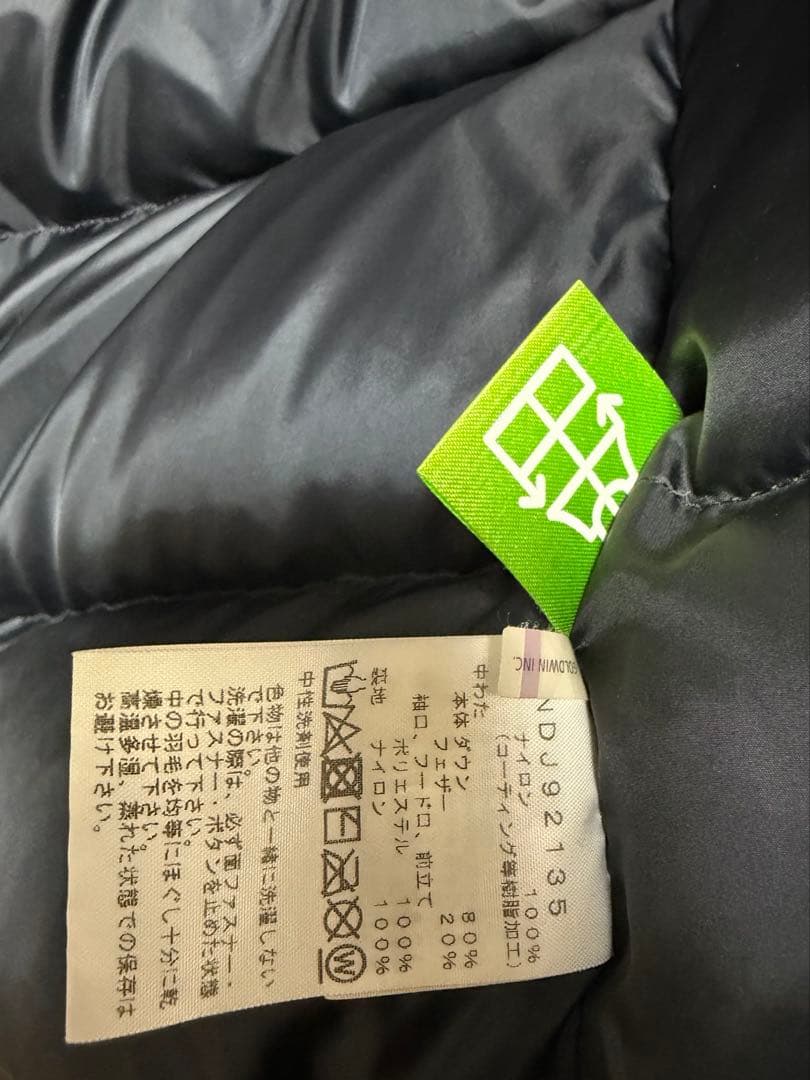 GOLDWIN INC.
NDJ92135
ナイロン 100%
(コーティング等樹脂加工)
中わた
本体 ダウン 80%
フェザー 20%
袖口、フード口、前立て
ポリエステル 100%
裏地 ナイロン 100%
W
中性洗剤使用
色物は他の物と一緒に洗濯しない
で下さい。
洗濯の際は、必ず面ファスナー・
ファスナー・ボタンを止めた状態
で行って下さい。
中の羽毛を均等にほぐし十分に乾
燥させて下さい。
高温多湿、蒸れた状態での保存は
お避け下さい。